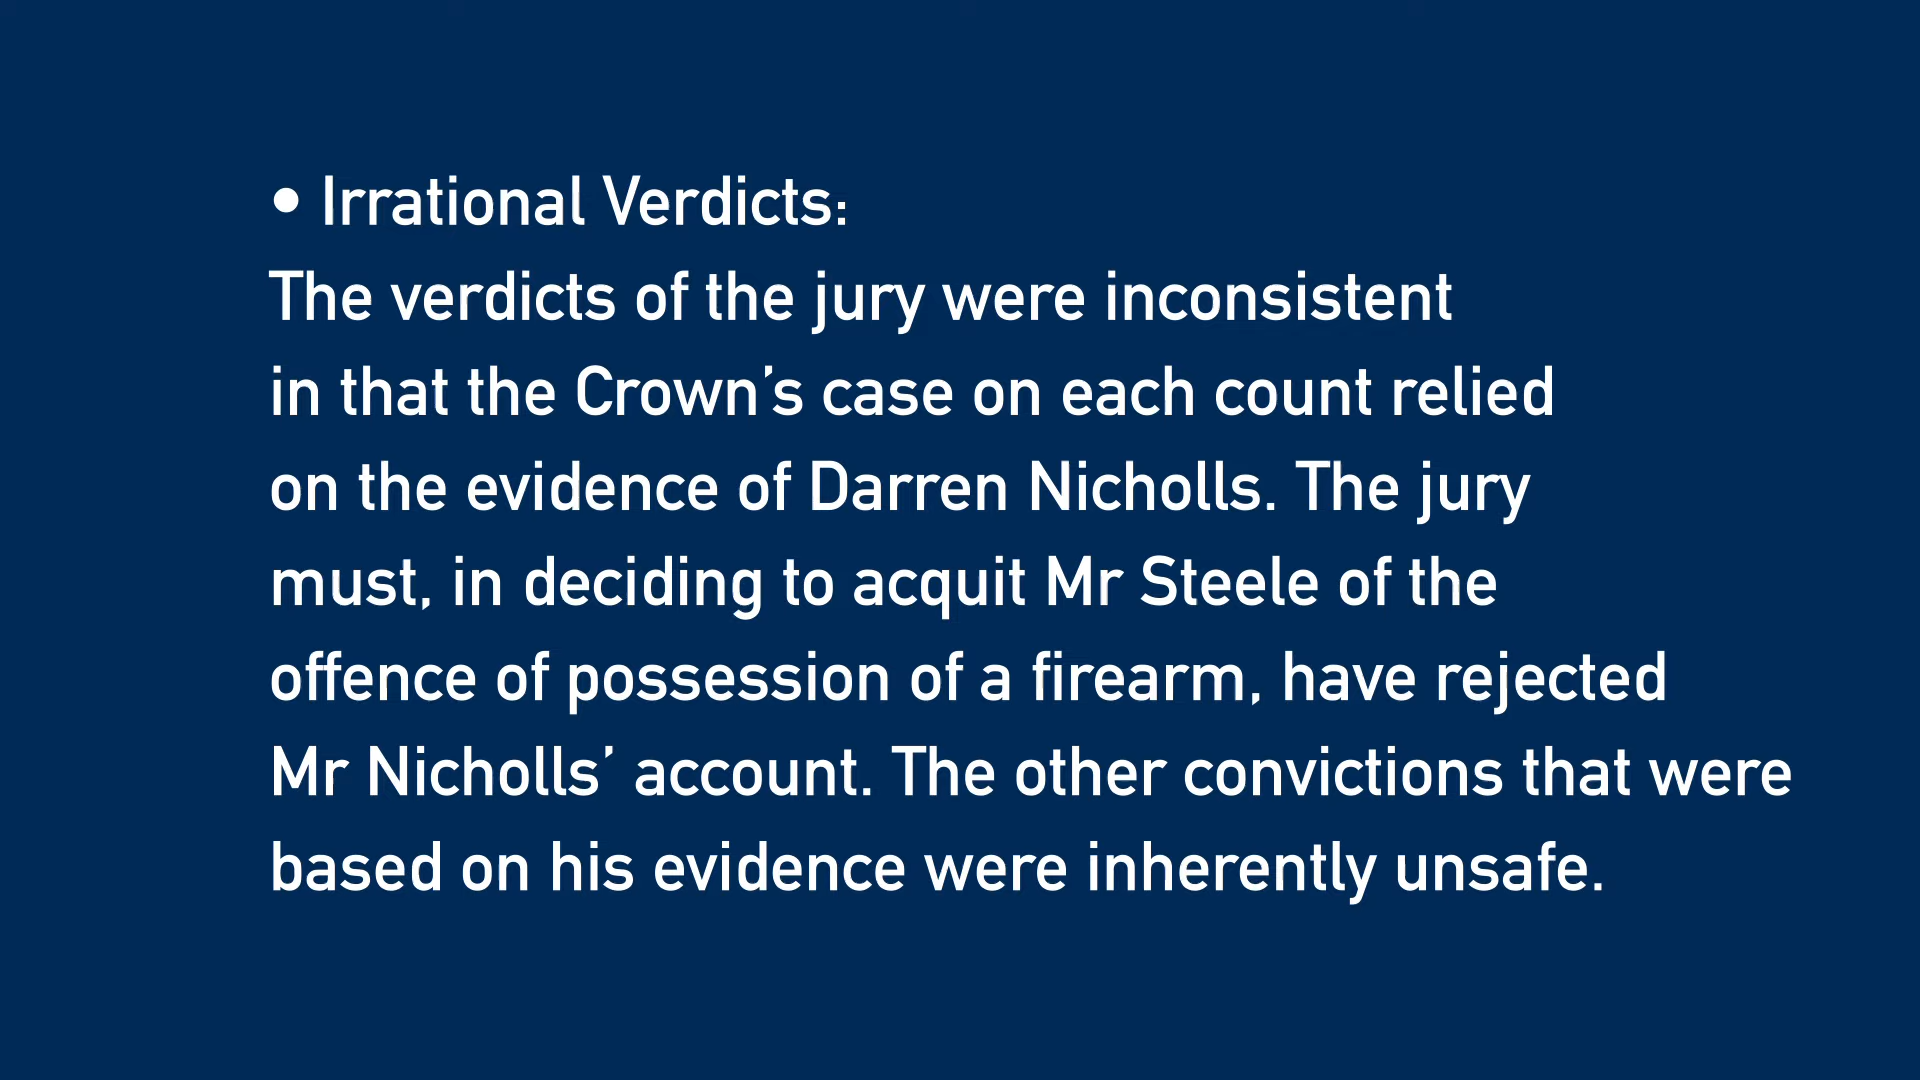 • Irrational Verdicts:
The verdicts of the jury were inconsistent
in that the Crown’s case on each count relied
on the evidence of Darren Nicholls. The jury
must, in deciding to acquit Mr Steele of the
offence of possession of a firearm, have rejected
Mr Nicholls’ account. The other convictions that were
based on his evidence were inherently unsafe.